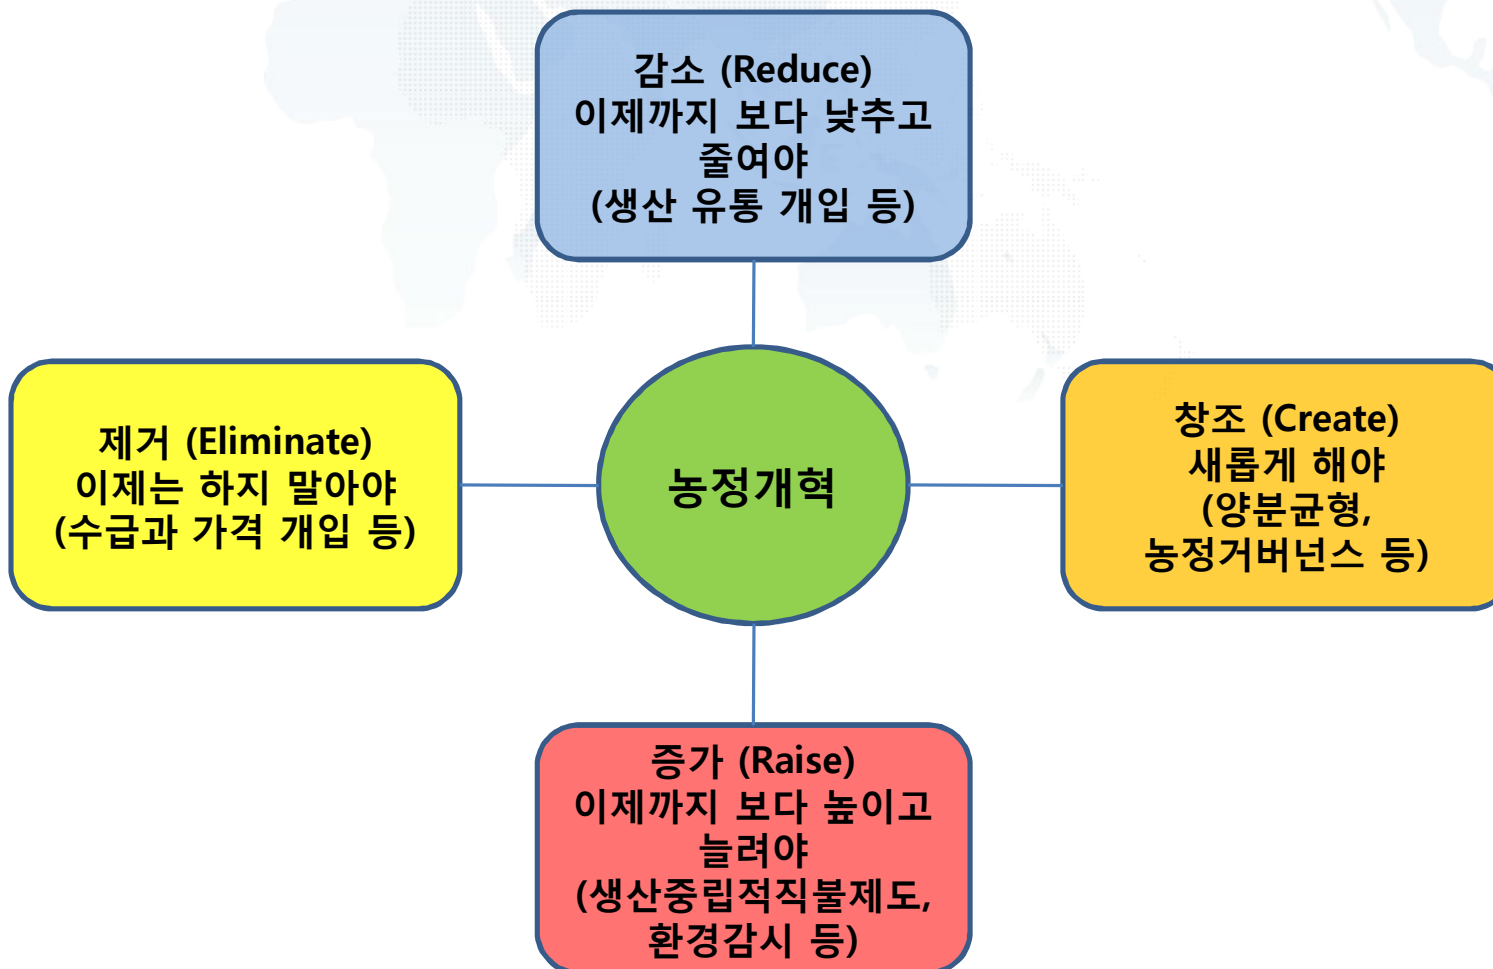 감소 (Reduce)
이제까지 보다 낮추고
줄여야
(생산 유통 개입 등)
제거 (Eliminate)
이제는 하지 말아야
(수급과 가격 개입 등)
농정개혁
창조 (Create)
새롭게 해야
(양분균형,
농정거버넌스 등)
증가 (Raise)
이제까지 보다 높이고
늘려야
(생산중립적직불제도,
환경감시 등)